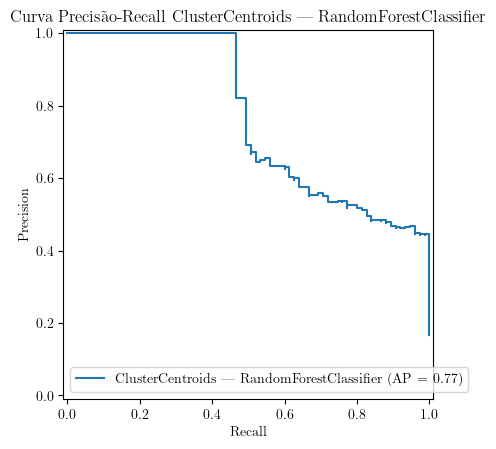 Curva Precisão-Recall ClusterCentroids — RandomForestClassifier
1.0
0.8
0.6
0.4
0.2
0.0
Precision
ClusterCentroids — RandomForestClassifier (AP = 0.77)
0.0 0.2 0.4 0.6 0.8 1.0
Recall